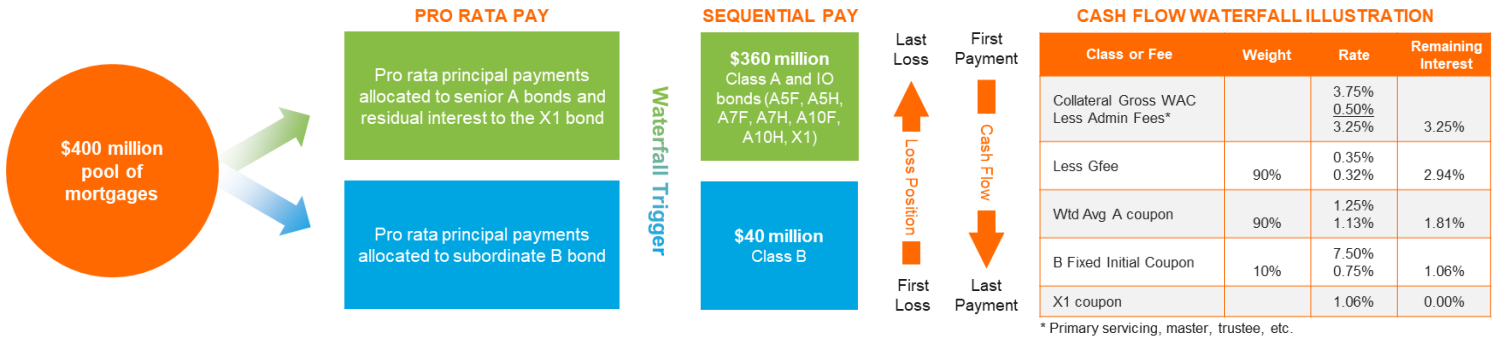 $400 million
pool of
mortgages
PRO RATA PAY
Pro rata principal payments
allocated to senior A bonds and
residual interest to the X1 bond
Pro rata principal payments
allocated to subordinate B bond
Waterfall Trigger
SEQUENTIAL PAY
$360 million
Class A and IO
bonds (A5F, A5H,
A7F, A7H, A10F,
A10H, X1)
$40 million
Class B
Last
Loss
Loss Position
First
Loss
First
Payment
Cash Flow
Last
Payment
CASH FLOW WATERFALL ILLUSTRATION
Class or Fee Weight Rate Remaining
Interest
Collateral Gross WAC 3.75%
Less Admin Fees* 0.50%
3.25% 3.25%
Less Gfee 0.35%
90% 0.32% 2.94%
Wtd Avg A coupon 1.25%
90% 1.13% 1.81%
B Fixed Initial Coupon 7.50%
10% 0.75% 1.06%
X1 coupon 1.06% 0.00%
* Primary servicing, master, trustee, etc.